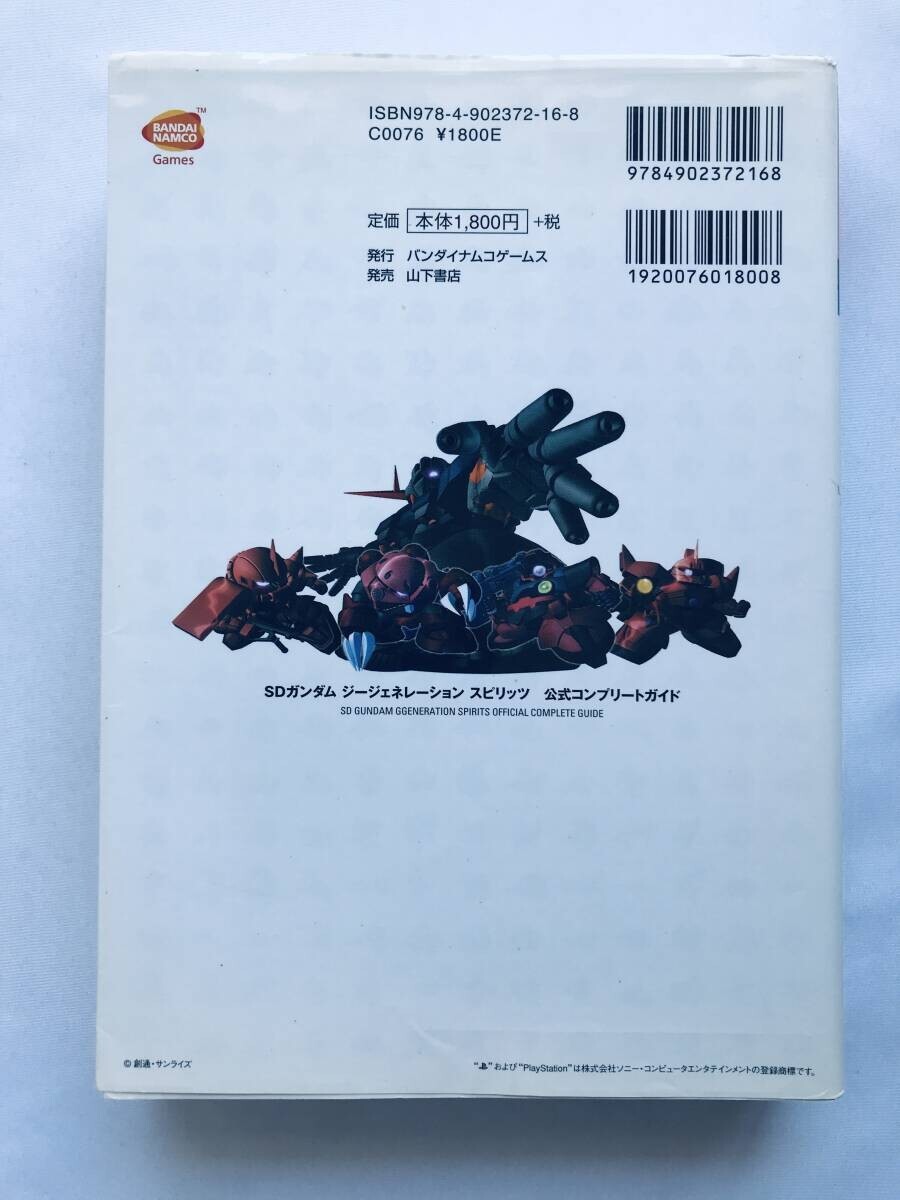 BANDAI
NAMCO
TM
Games
ISBN978-4-902372-16-8
C0076 ¥1800E
9784902372168
定価 本体1,800円 +税
発行 バンダイナムコゲームス
発売 山下書店
1920076018008
SDガンダム ジージェネレーション スピリッツ 公式コンプリートガイド
SD GUNDAM GGENERATION SPIRITS OFFICIAL COMPLETE GUIDE
© 創通・サンライズ
"PS" および "PlayStation" は株式会社ソニー・コンピュータエンタテインメントの登録商標です。